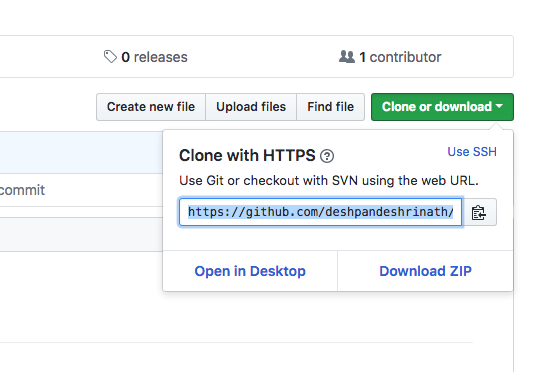 0 releases
1 contributor
Create new file
Upload files
Find file
Clone or download
commit
Clone with HTTPS
Use SSH
Use Git or checkout with SVN using the web URL.
https://github.com/deshpandeshrinath/
Open in Desktop
Download ZIP